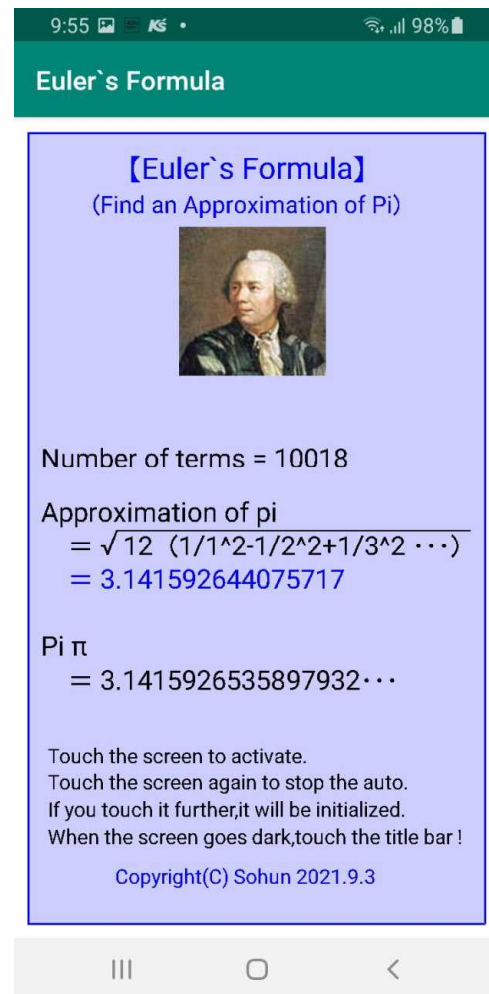 9:55 Kś • 98%
Euler`s Formula
【Euler`s Formula】
(Find an Approximation of Pi)
Number of terms = 10018
Approximation of pi
= √12 (1/1^2-1/2^2+1/3^2 ･･･)
= 3.141592644075717
Pi π
= 3.1415926535897932･･･
Touch the screen to activate.
Touch the screen again to stop the auto.
If you touch it further,it will be initialized.
When the screen goes dark,touch the title bar !
Copyright(C) Sohun 2021.9.3